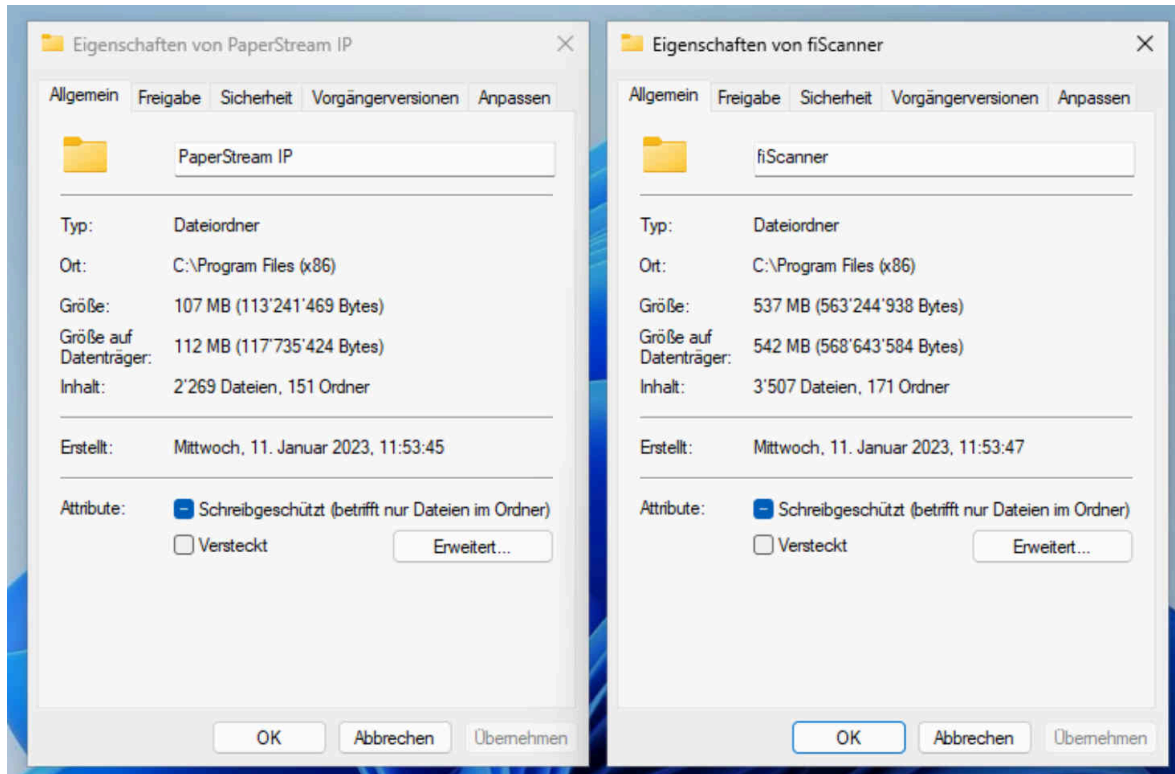 Eigenschaften von PaperStream IP
Allgemein Freigabe Sicherheit Vorgängerversionen Anpassen
PaperStream IP
Typ: Dateiordner
Ort: C:\Program Files (x86)
Größe: 107 MB (113'241'469 Bytes)
Größe auf
Datenträger: 112 MB (117'735'424 Bytes)
Inhalt: 2'269 Dateien, 151 Ordner
Erstellt: Mittwoch, 11. Januar 2023, 11:53:45
Attribute: Schreibgeschützt (betrifft nur Dateien im Ordner)
Versteckt Erweitert...
OK Abbrechen Übernehmen
Eigenschaften von fiScanner
Allgemein Freigabe Sicherheit Vorgängerversionen Anpassen
fiScanner
Typ: Dateiordner
Ort: C:\Program Files (x86)
Größe: 537 MB (563'244'938 Bytes)
Größe auf
Datenträger: 542 MB (568'643'584 Bytes)
Inhalt: 3'507 Dateien, 171 Ordner
Erstellt: Mittwoch, 11. Januar 2023, 11:53:47
Attribute: Schreibgeschützt (betrifft nur Dateien im Ordner)
Versteckt Erweitert...
OK Abbrechen Übernehmen